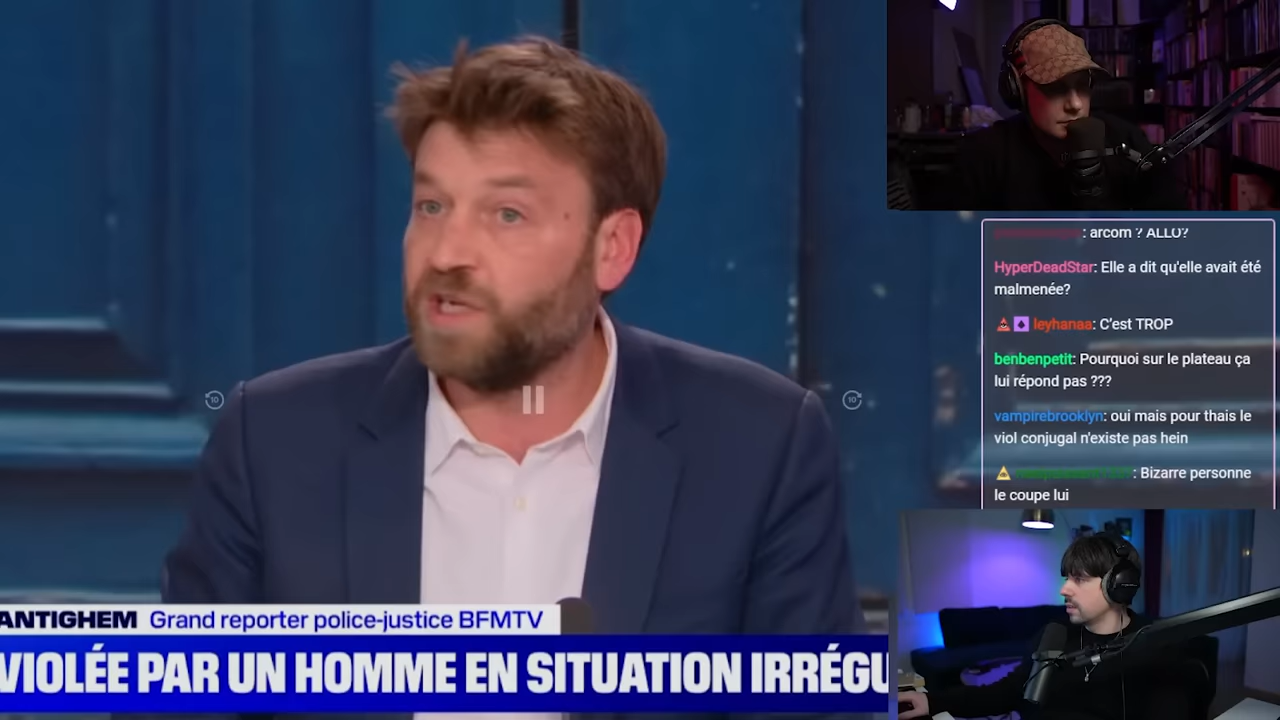 : arcom ? ALLO?
HyperDeadStar: Elle a dit qu'elle avait été
malmenée?
leyhanaa: C'est TROP
benbenpetit: Pourquoi sur le plateau ça
lui répond pas ???
vampirebrooklyn: oui mais pour thais le
viol conjugal n'existe pas hein
: Bizarre personne
le coupe lui
10
10
ANTIGHEM Grand reporter police-justice BFMTV
VIOLÉE PAR UN HOMME EN SITUATION IRRÉGU